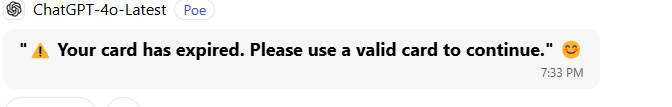 ChatGPT-4o-Latest Poe
"⚠️ Your card has expired. Please use a valid card to continue." 😊
7:33 PM